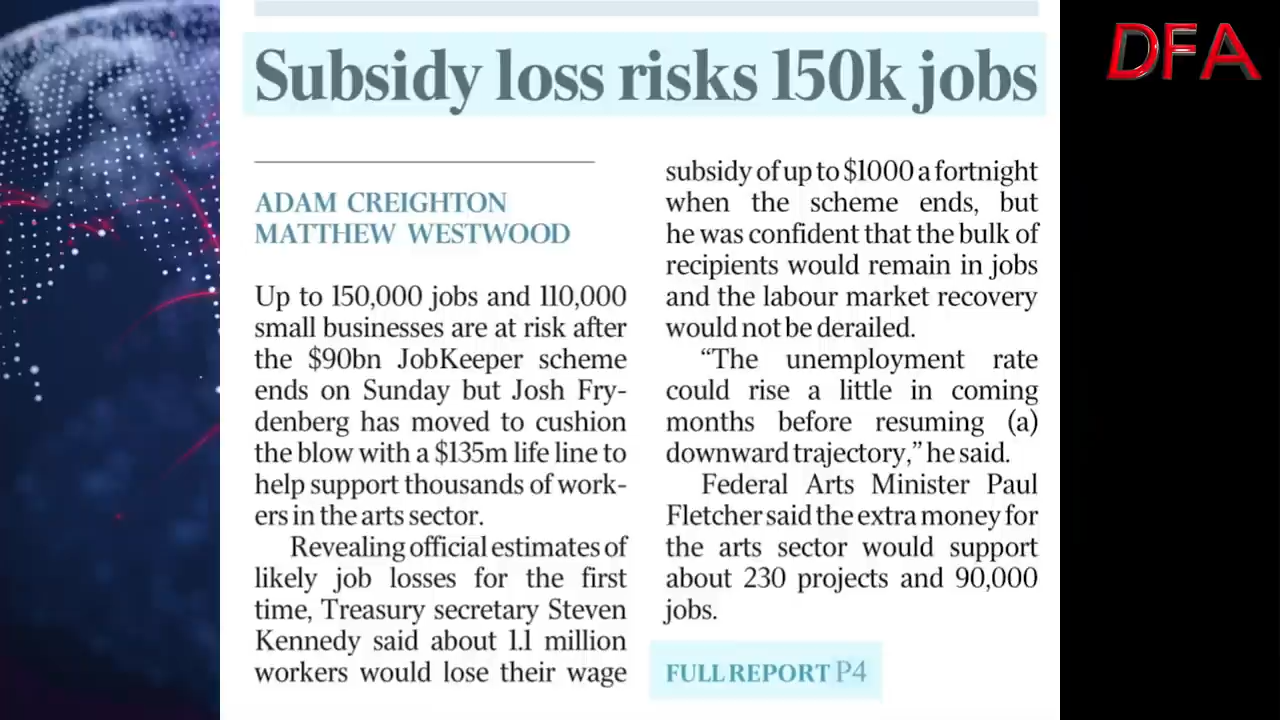 Subsidy loss risks 150k jobs
DFA
ADAM CREIGHTON
MATTHEW WESTWOOD
Up to 150,000 jobs and 110,000
small businesses are at risk after
the $90bn JobKeeper scheme
ends on Sunday but Josh Fry-
denberg has moved to cushion
the blow with a $135m life line to
help support thousands of work-
ers in the arts sector.
Revealing official estimates of
likely job losses for the first
time, Treasury secretary Steven
Kennedy said about 1.1 million
workers would lose their wage
subsidy of up to $1000 a fortnight
when the scheme ends, but
he was confident that the bulk of
recipients would remain in jobs
and the labour market recovery
would not be derailed.
“The unemployment rate
could rise a little in coming
months before resuming (a)
downward trajectory,” he said.
Federal Arts Minister Paul
Fletcher said the extra money for
the arts sector would support
about 230 projects and 90,000
jobs.
FULL REPORT P4